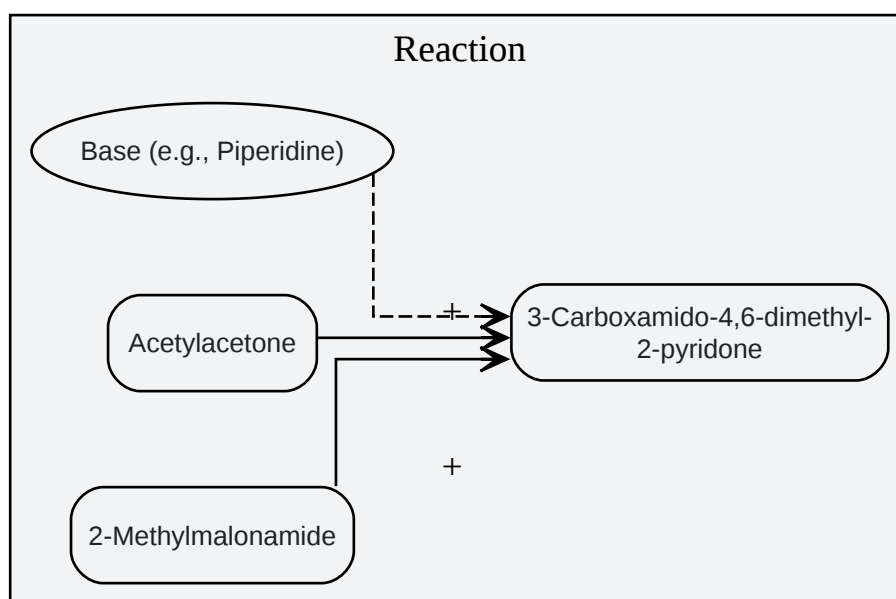 Reaction
Base (e.g., Piperidine)
+
Acetylacetone
3-Carboxamido-4,6-dimethyl-
2-pyridone
+
2-Methylmalonamide